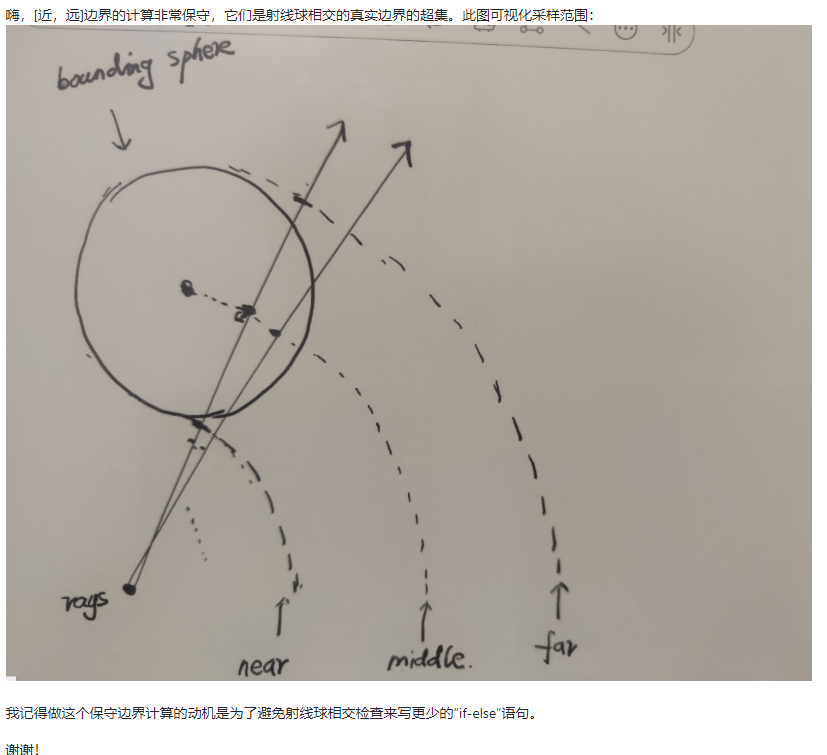 嗨，[近，远]边界的计算非常保守，它们是射线球相交的真实边界的超集。此图可视化采样范围：
bounding sphere
rays
near
middle.
far
我记得做这个保守边界计算的动机是为了避免射线球相交检查来写更少的“if-else”语句。
谢谢！